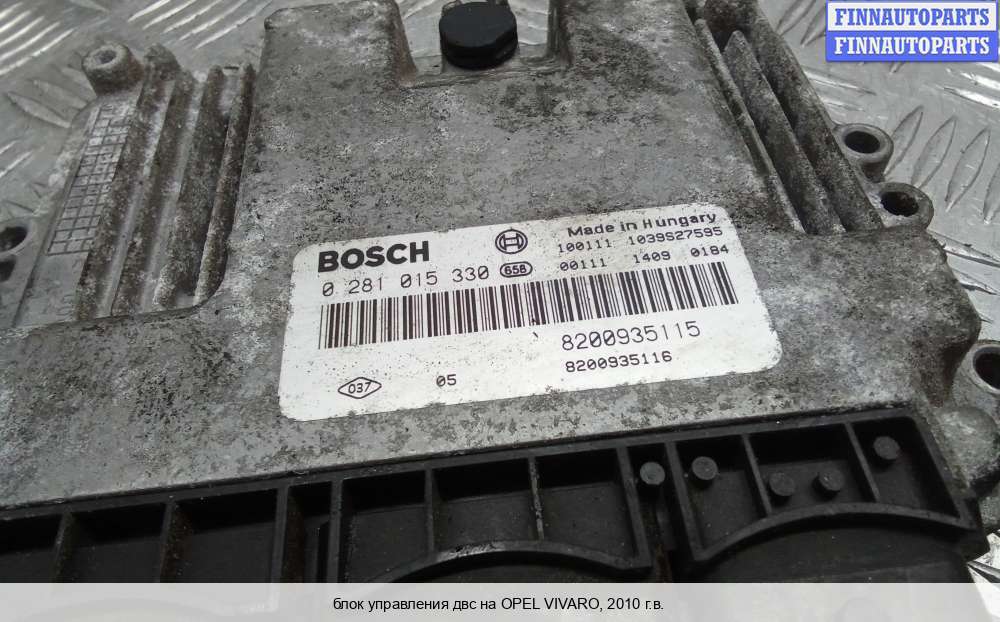 FINNAUTOPARTS
FINNAUTOPARTS
BOSCH
Made in Hungary
100111 1039S27595
0 281 015 330 658
00111 1409 0184
8200935115
037 05
8200935116
блок управления двс на OPEL VIVARO, 2010 г.в.